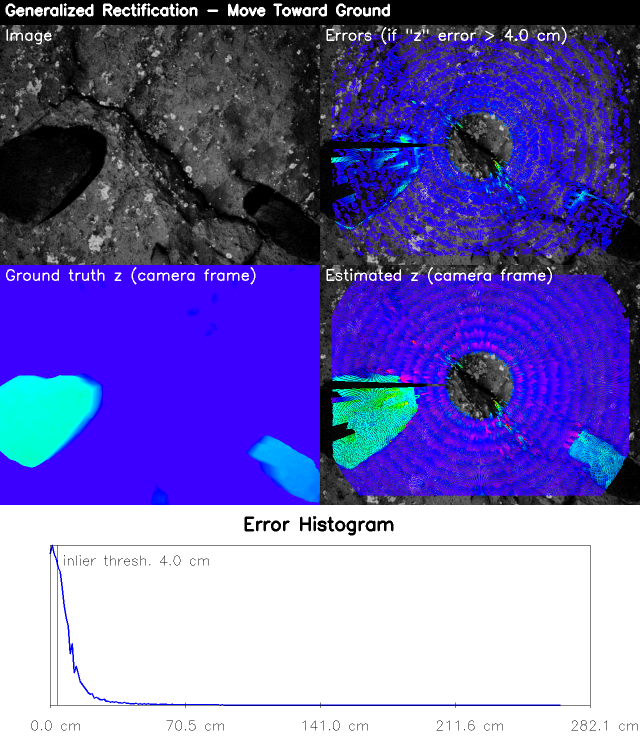 Generalized Rectification - Move Toward Ground
Image
Errors (if "z" error > 4.0 cm)
Ground truth z (camera frame)
Estimated z (camera frame)
Error Histogram
inlier thresh. 4.0 cm
0.0 cm
70.5 cm
141.0 cm
211.6 cm
282.1 cm